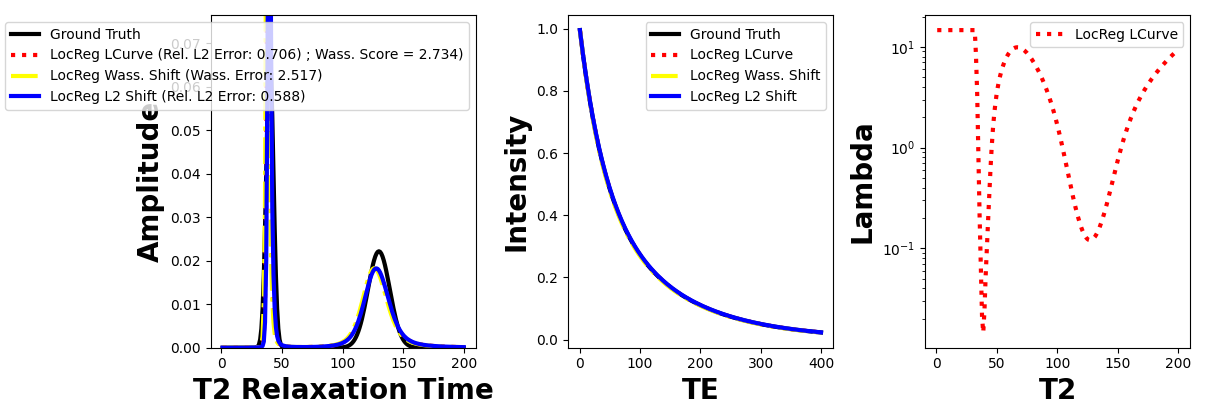 Ground Truth
LocReg LCurve (Rel. L2 Error: 0.706) ; Wass. Score = 2.734)
LocReg Wass. Shift (Wass. Error: 2.517)
LocReg L2 Shift (Rel. L2 Error: 0.588)
0.07
0.06
0.05
0.04
0.03
0.02
0.01
0.00
Amplitude
0
50
100
150
200
T2 Relaxation Time
Ground Truth
LocReg LCurve
LocReg Wass. Shift
LocReg L2 Shift
1.0
0.8
0.6
0.4
0.2
0.0
Intensity
0
100
200
300
400
TE
LocReg LCurve
10¹
10⁰
10⁻¹
Lambda
0
50
100
150
200
T2